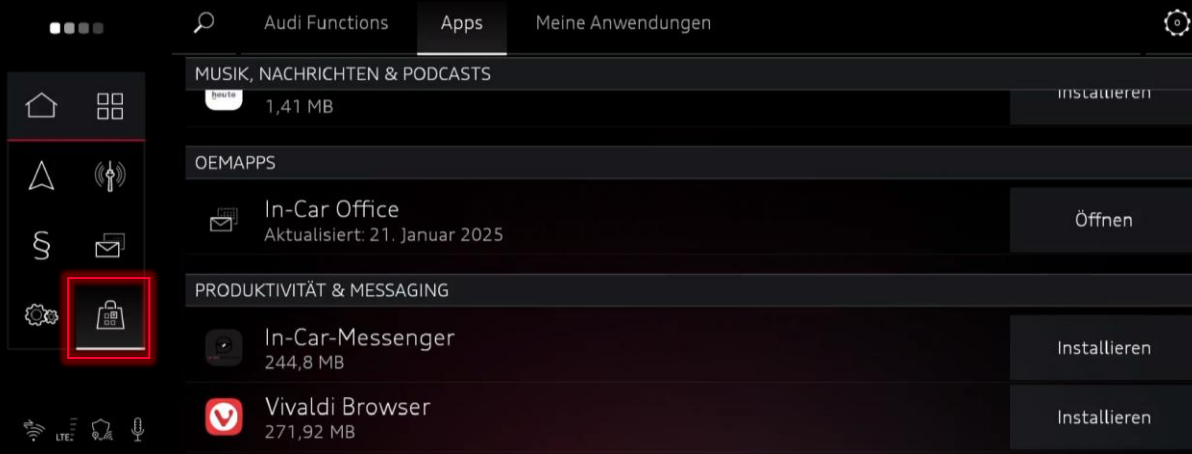 Audi Functions
Apps
Meine Anwendungen
MUSIK, NACHRICHTEN & PODCASTS
heute
1,41 MB
Installieren
OEMAPPS
In-Car Office
Aktualisiert: 21. Januar 2025
Öffnen
PRODUKTIVITÄT & MESSAGING
In-Car-Messenger
244,8 MB
Installieren
Vivaldi Browser
271,92 MB
Installieren
LTE